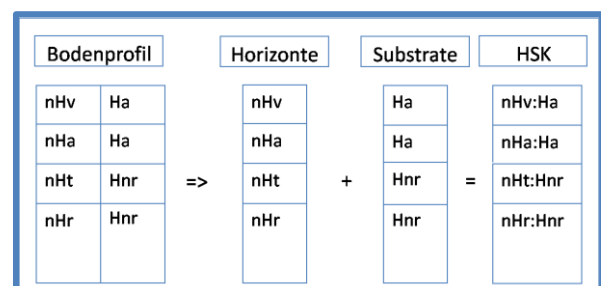 Bodenprofil Horizonte Substrate HSK
nHv Ha nHv Ha nHv:Ha
nHa Ha nHa Ha nHa:Ha
nHt Hnr => nHt + Hnr = nHt:Hnr
nHr Hnr nHr Hnr nHr:Hnr